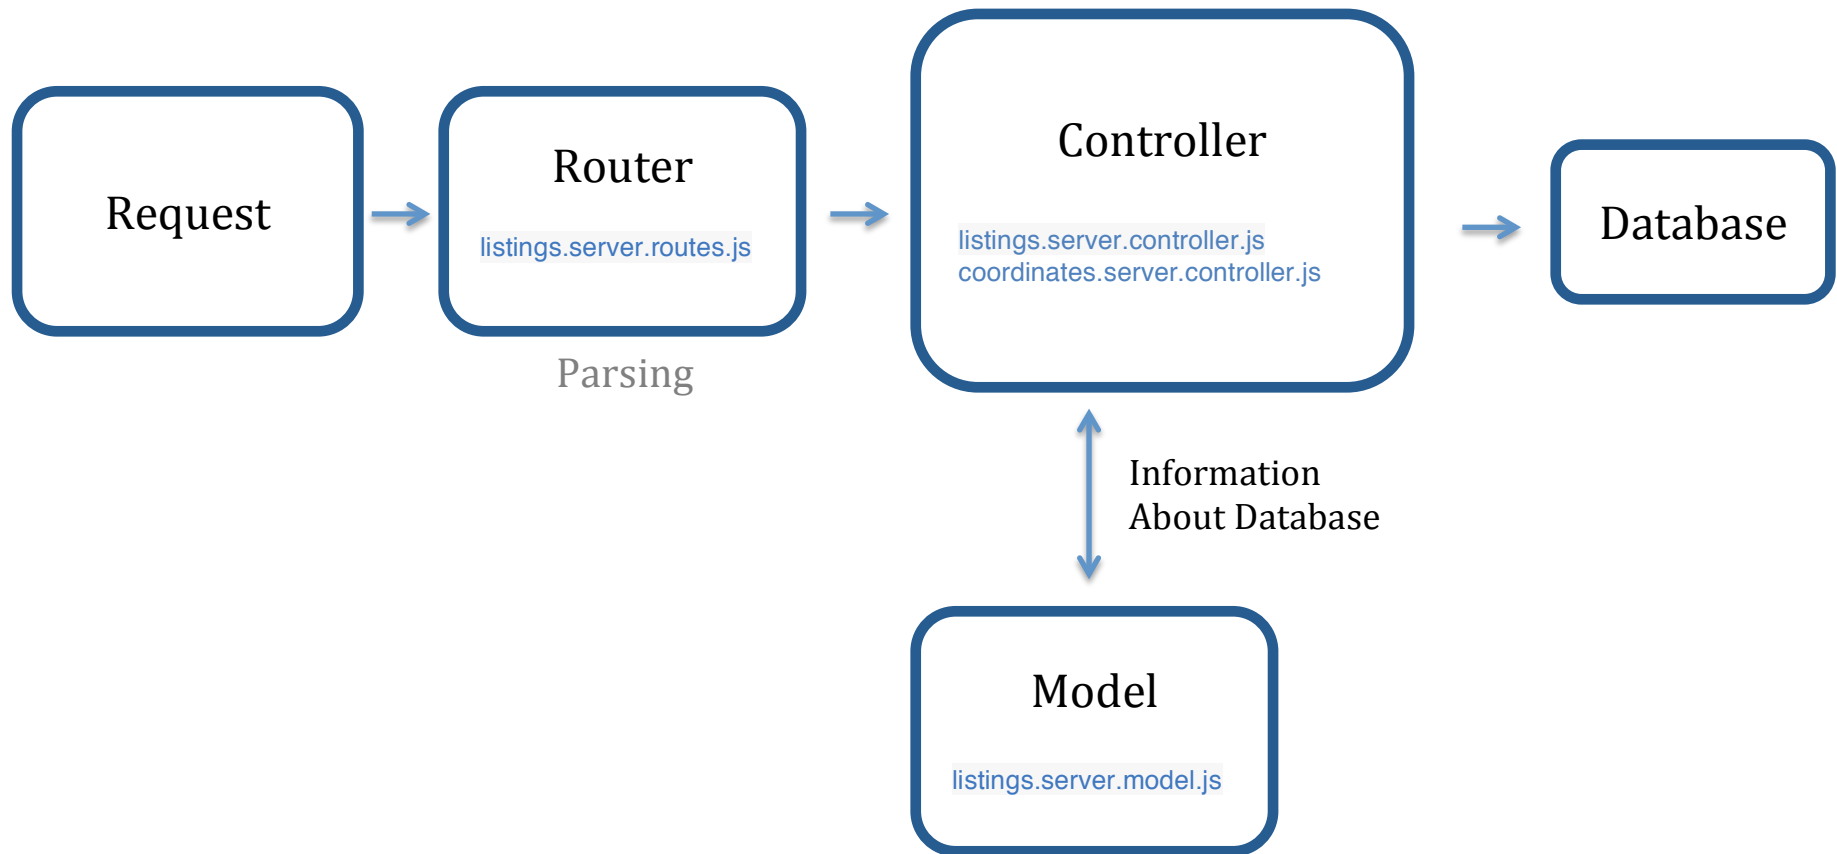 Request
Router
listings.server.routes.js
Parsing
Controller
listings.server.controller.js
coordinates.server.controller.js
Database
Information
About Database
Model
listings.server.model.js